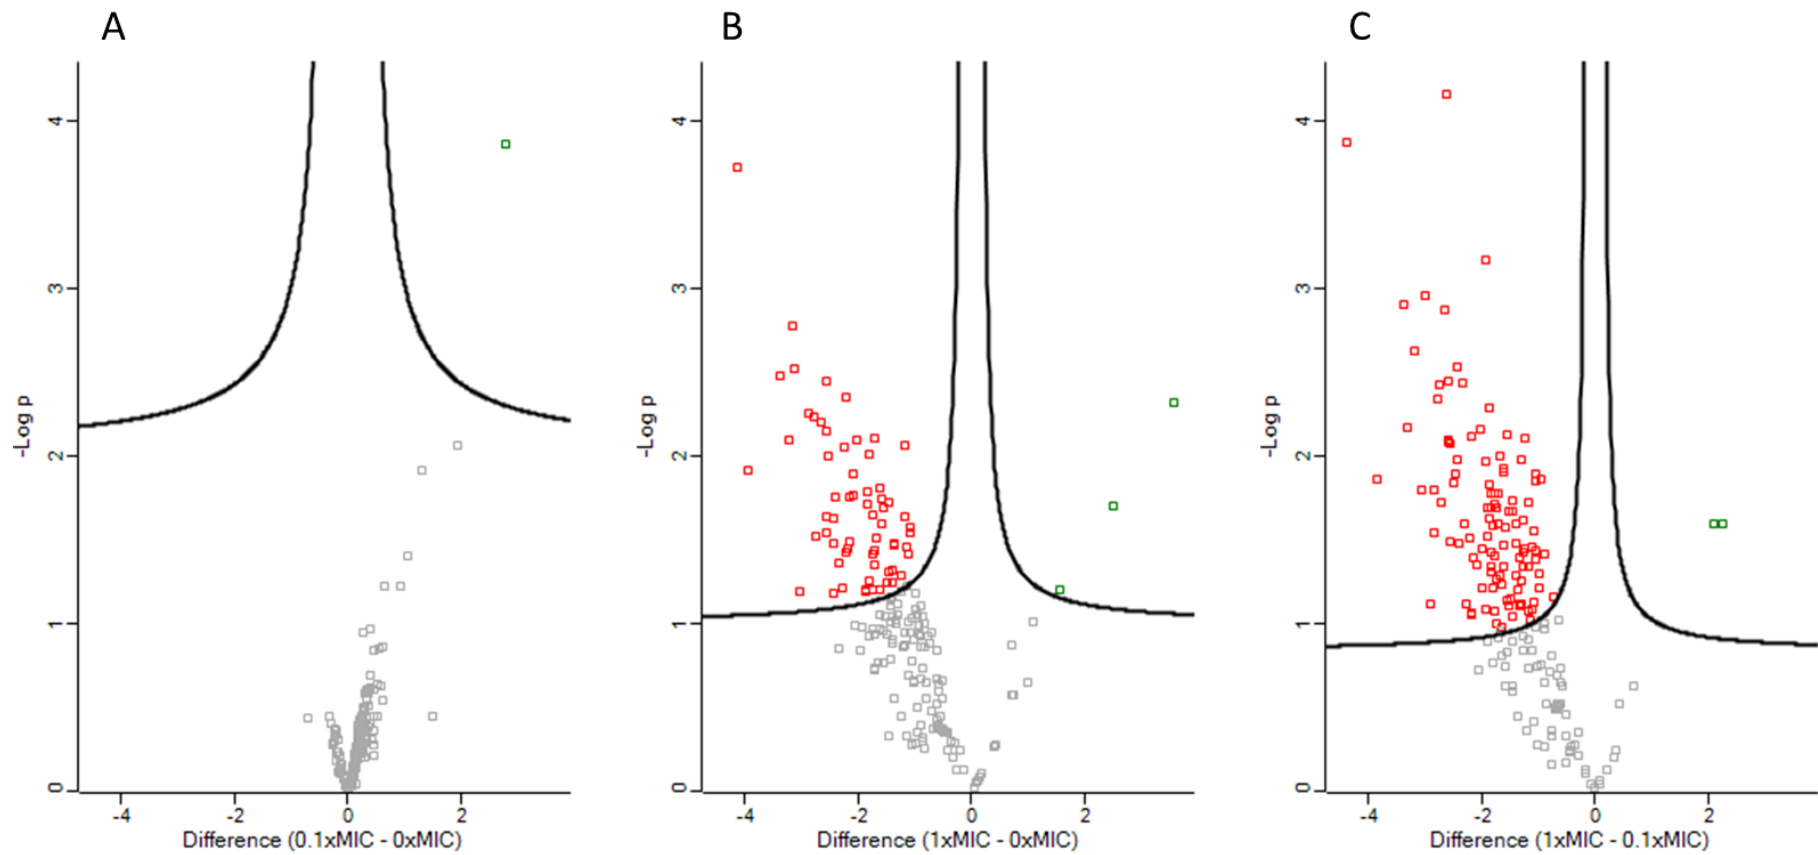 A B C
4 4 4
3 3 3
-Log p -Log p -Log p
2 2 2
1 1 1
0 0 0
-4 -2 0 2 -4 -2 0 2 -4 -2 0 2
Difference (0.1xMIC - 0xMIC) Difference (1xMIC - 0xMIC) Difference (1xMIC - 0.1xMIC)